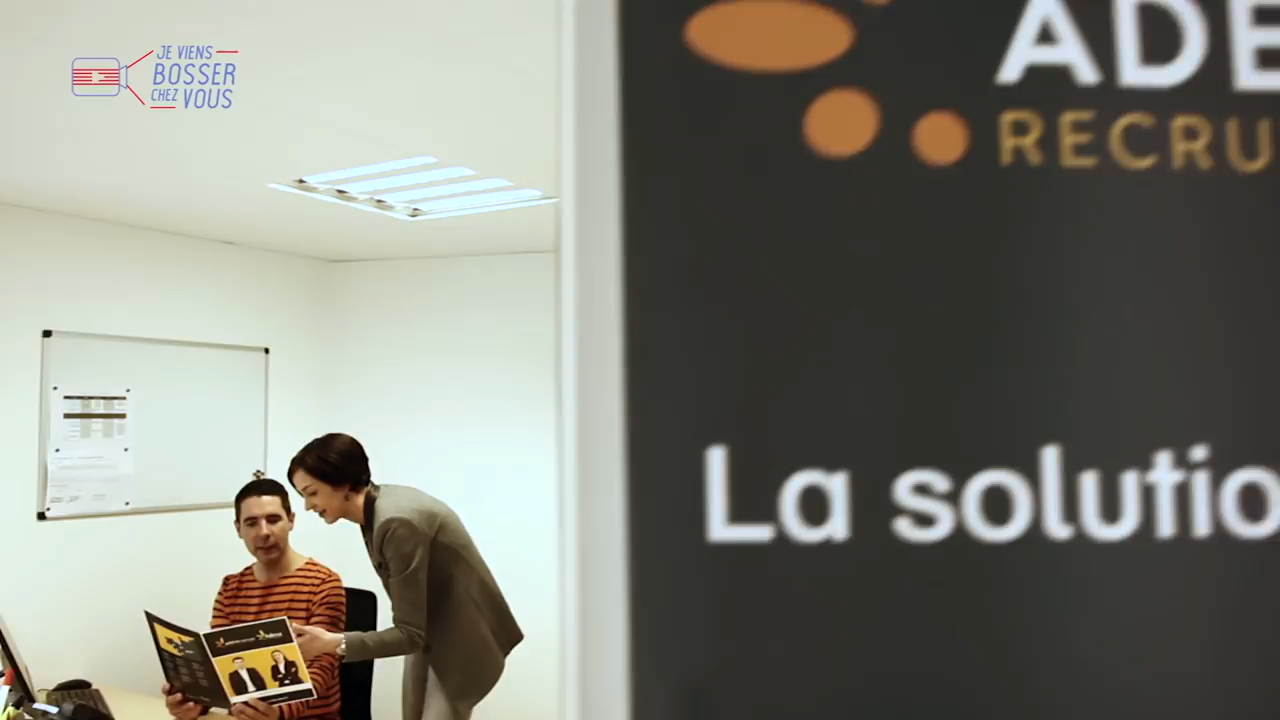 JE VIENS
BOSSER
CHEZ VOUS
ADE
RECRU
La solutio